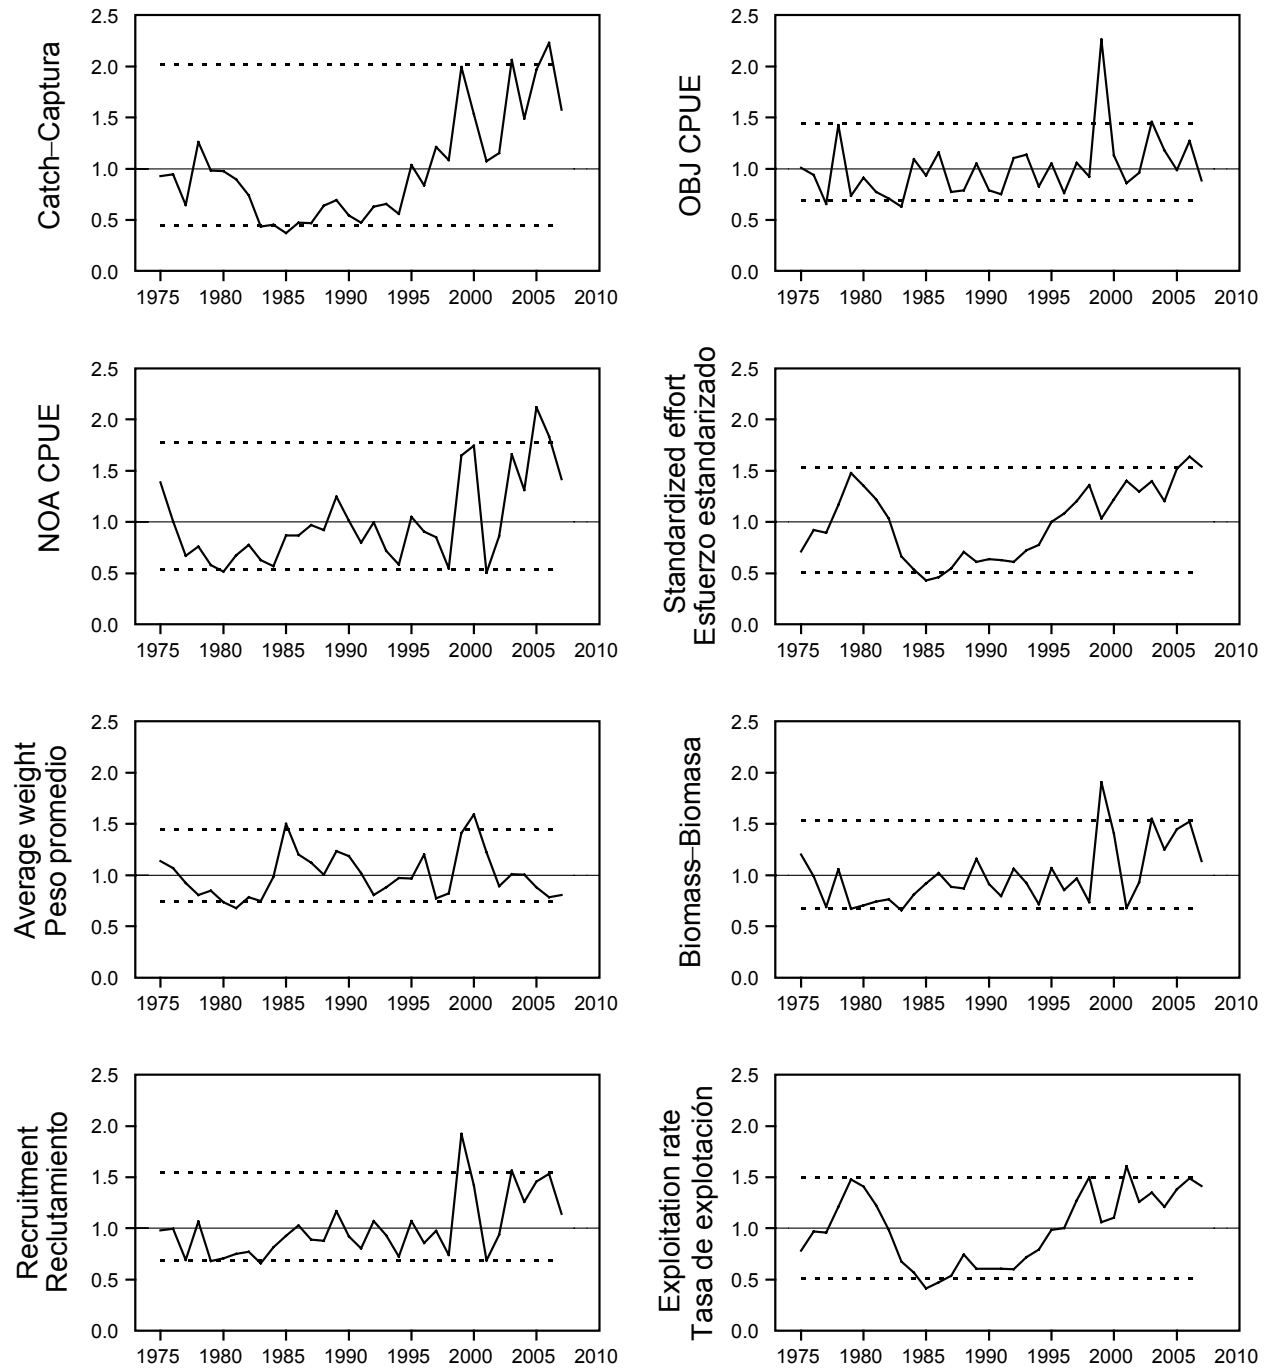 Catch–Captura
2.5
2.0
1.5
1.0
0.5
0.0
1975 1980 1985 1990 1995 2000 2005 2010
OBJ CPUE
2.5
2.0
1.5
1.0
0.5
0.0
1975 1980 1985 1990 1995 2000 2005 2010
NOA CPUE
2.5
2.0
1.5
1.0
0.5
0.0
1975 1980 1985 1990 1995 2000 2005 2010
Standardized effort
Esfuerzo estandarizado
2.5
2.0
1.5
1.0
0.5
0.0
1975 1980 1985 1990 1995 2000 2005 2010
Average weight
Peso promedio
2.5
2.0
1.5
1.0
0.5
0.0
1975 1980 1985 1990 1995 2000 2005 2010
Biomass–Biomasa
2.5
2.0
1.5
1.0
0.5
0.0
1975 1980 1985 1990 1995 2000 2005 2010
Recruitment
Reclutamiento
2.5
2.0
1.5
1.0
0.5
0.0
1975 1980 1985 1990 1995 2000 2005 2010
Exploitation rate
Tasa de explotación
2.5
2.0
1.5
1.0
0.5
0.0
1975 1980 1985 1990 1995 2000 2005 2010